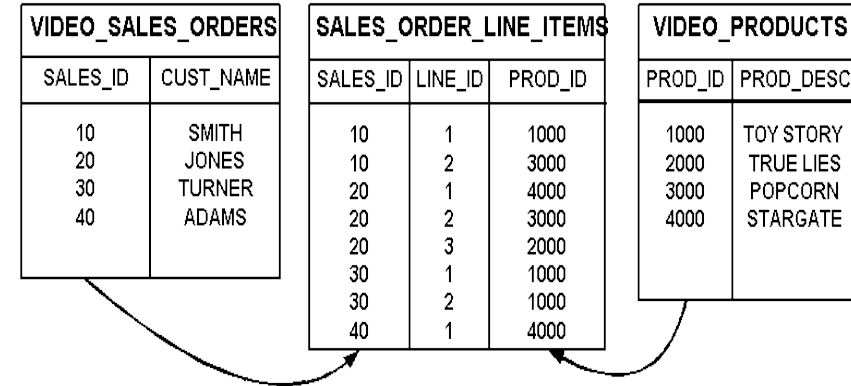 VIDEO_SALES_ORDERS
SALES_ID CUST_NAME
10 SMITH
20 JONES
30 TURNER
40 ADAMS
SALES_ORDER_LINE_ITEMS
SALES_ID LINE_ID PROD_ID
10 1 1000
10 2 3000
20 1 4000
20 2 3000
20 3 2000
30 1 1000
30 2 1000
40 1 4000
VIDEO_PRODUCTS
PROD_ID PROD_DESC
1000 TOY STORY
2000 TRUE LIES
3000 POPCORN
4000 STARGATE